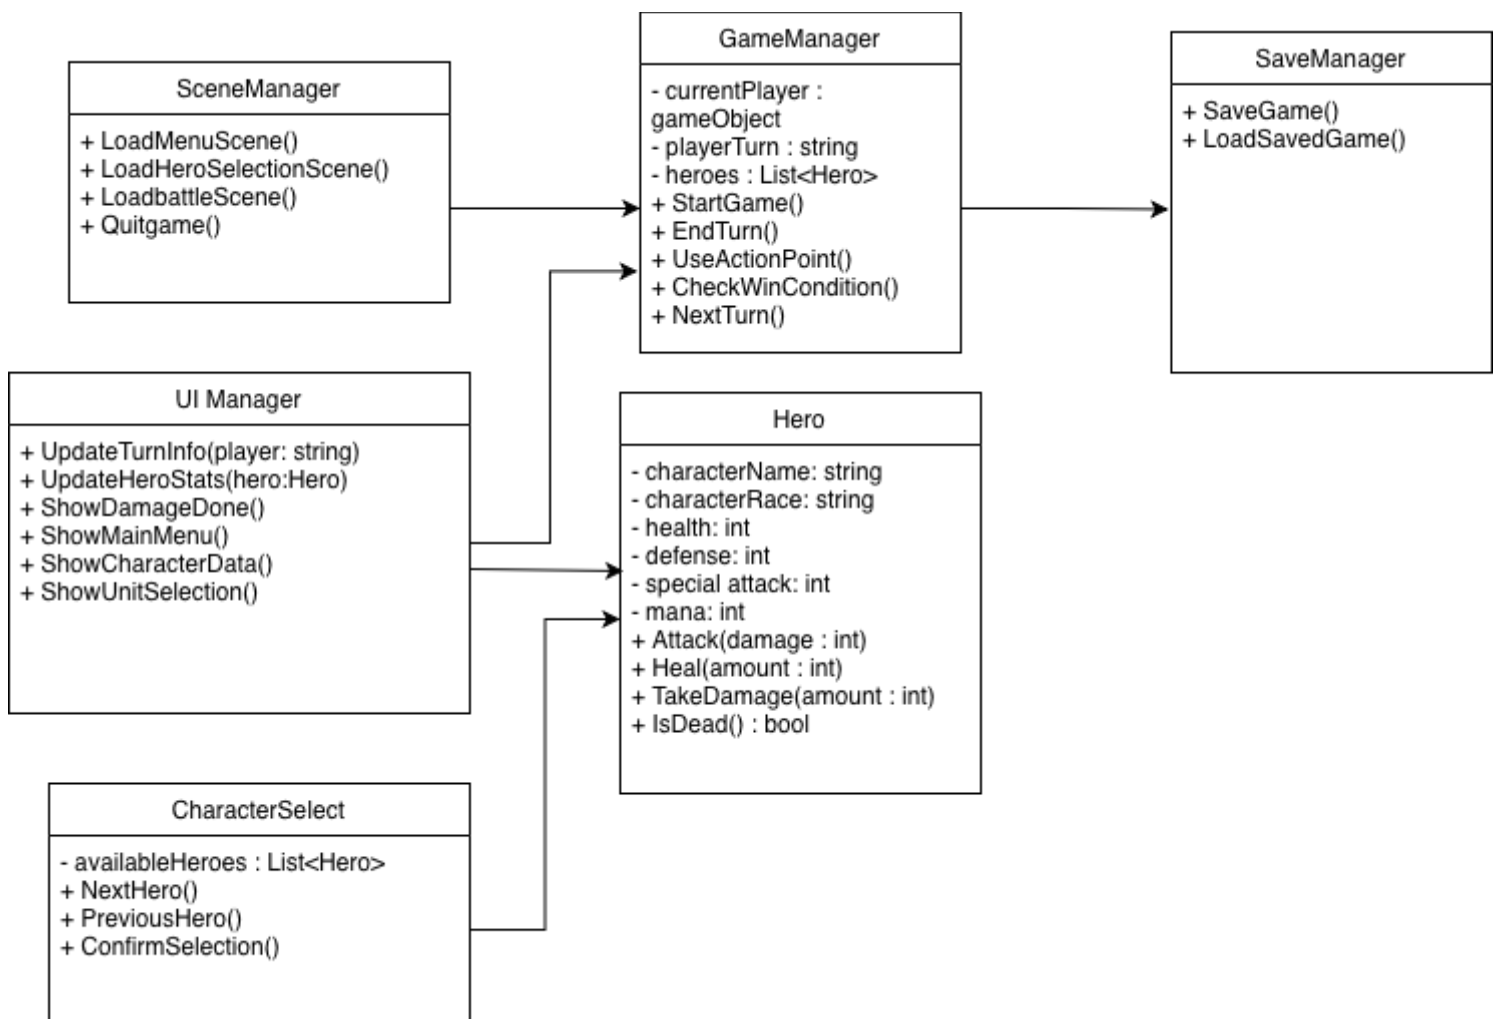 SceneManager
+ LoadMenuScene()
+ LoadHeroSelectionScene()
+ LoadbattleScene()
+ Quitgame()
GameManager
- currentPlayer :
gameObject
- playerTurn : string
- heroes : List<Hero>
+ StartGame()
+ EndTurn()
+ UseActionPoint()
+ CheckWinCondition()
+ NextTurn()
SaveManager
+ SaveGame()
+ LoadSavedGame()
UI Manager
+ UpdateTurnInfo(player: string)
+ UpdateHeroStats(hero:Hero)
+ ShowDamageDone()
+ ShowMainMenu()
+ ShowCharacterData()
+ ShowUnitSelection()
Hero
- characterName: string
- characterRace: string
- health: int
- defense: int
- special attack: int
- mana: int
+ Attack(damage : int)
+ Heal(amount : int)
+ TakeDamage(amount : int)
+ IsDead() : bool
CharacterSelect
- availableHeroes : List<Hero>
+ NextHero()
+ PreviousHero()
+ ConfirmSelection()